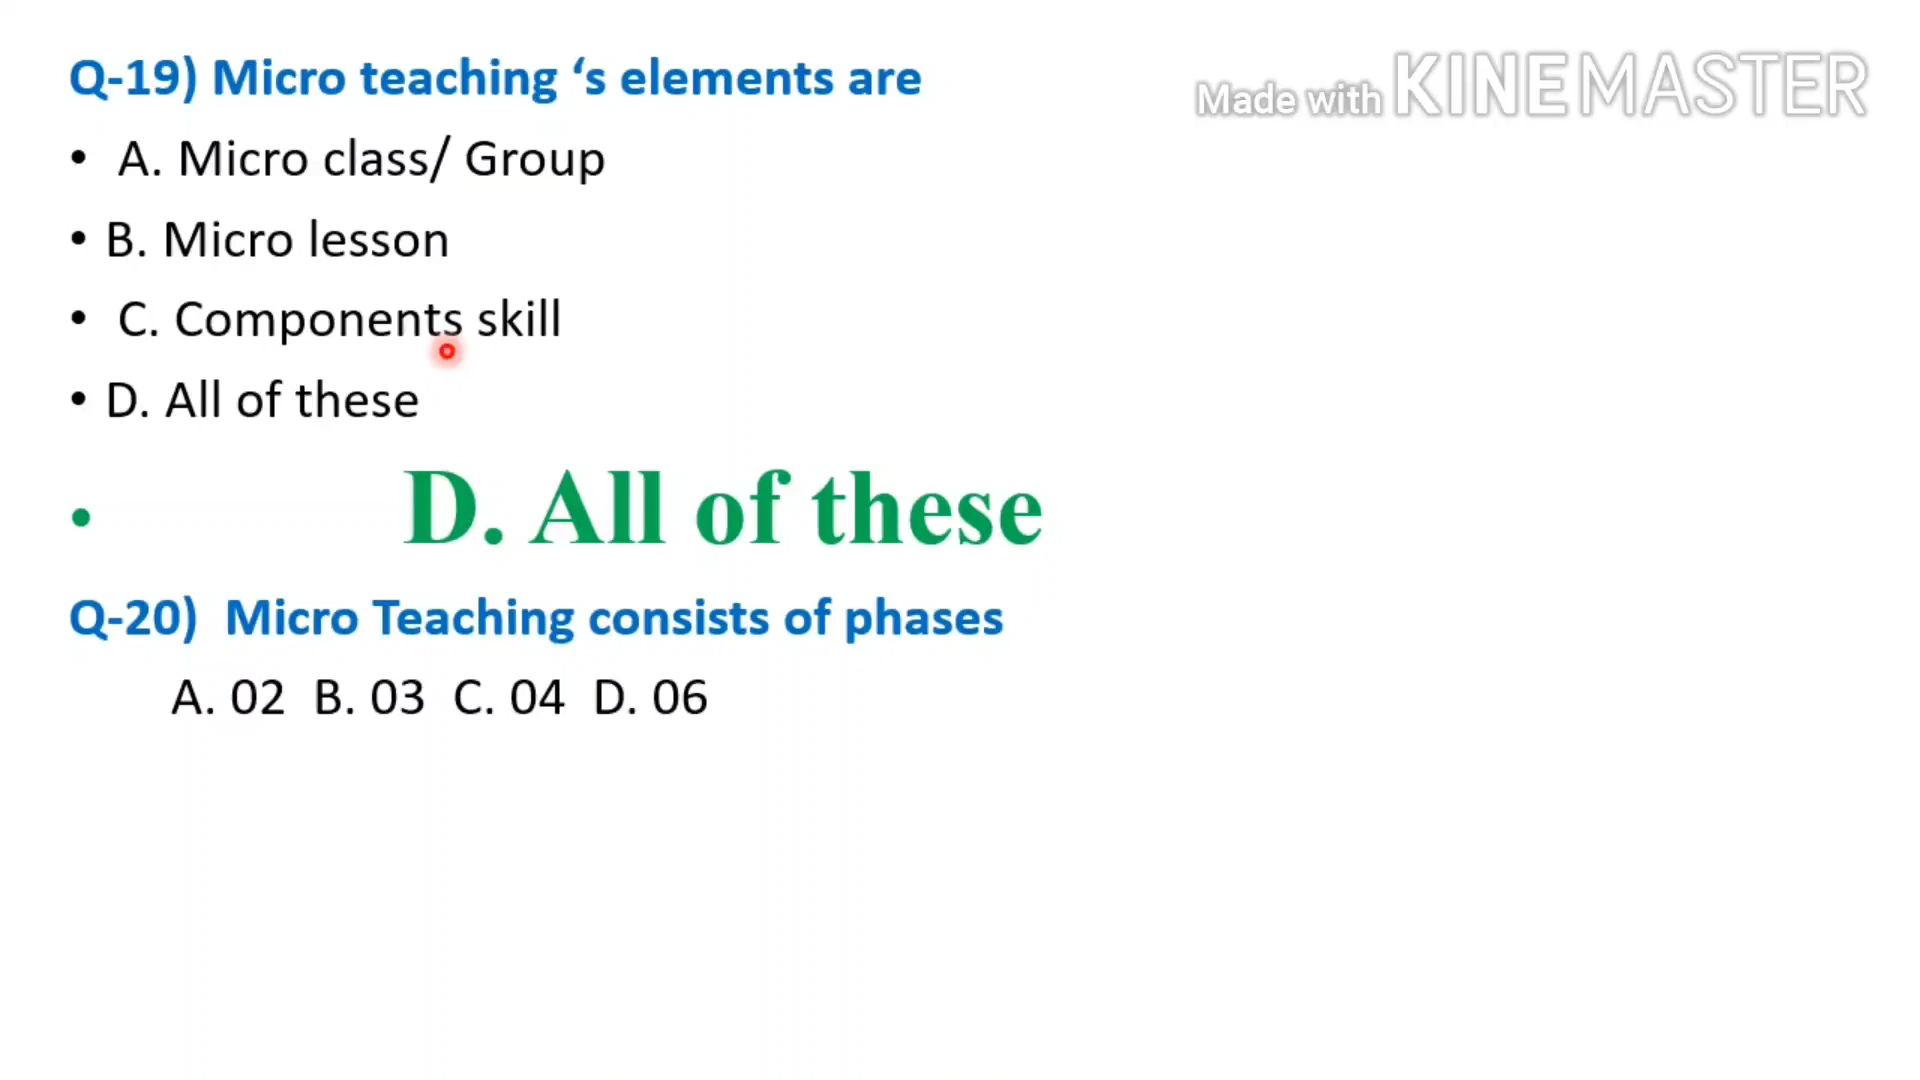 Q-19) Micro teaching ‘s elements are
Made with KINEMASTER
• A. Micro class/ Group
• B. Micro lesson
• C. Components skill
• D. All of these
• D. All of these
Q-20) Micro Teaching consists of phases
A. 02 B. 03 C. 04 D. 06